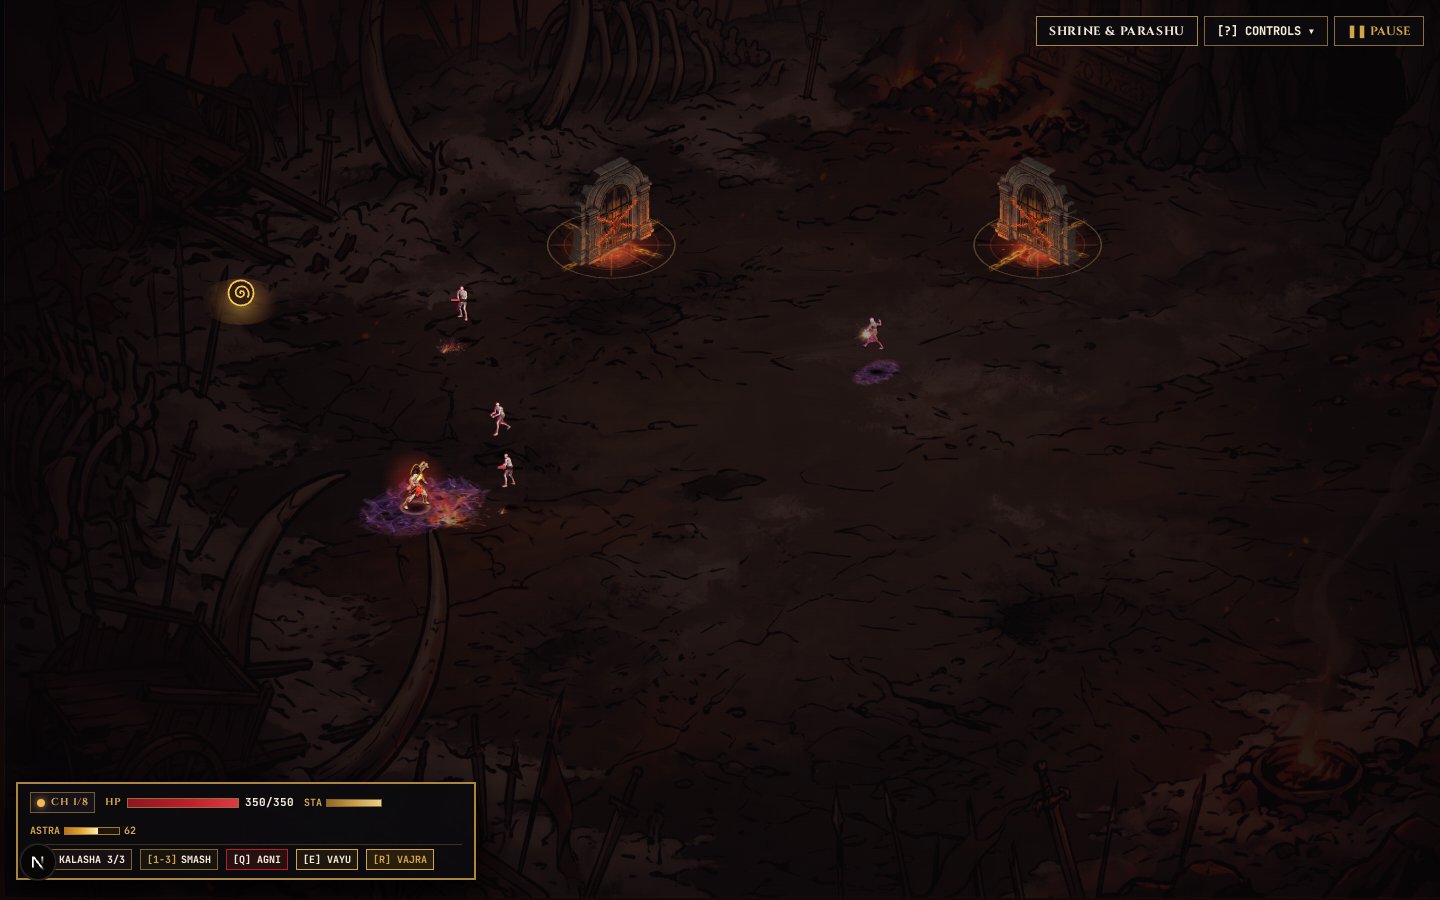 SHRINE & PARASHU [?] CONTROLS ▾ ❚❚ PAUSE
CH 1/8 HP 350/350 STA
ASTRA 62
N KALASHA 3/3 [1-3] SMASH [Q] AGNI [E] VAYU [R] VAJRA